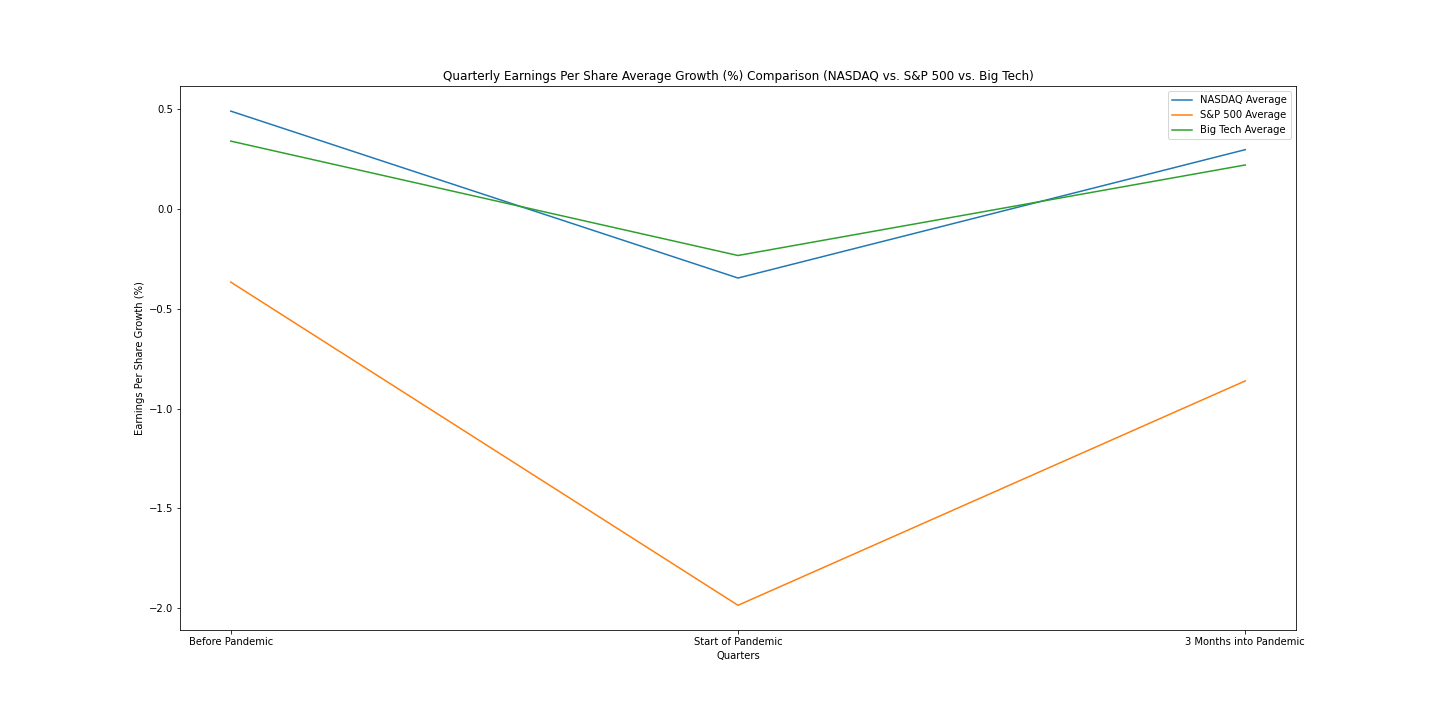 Quarterly Earnings Per Share Average Growth (%) Comparison (NASDAQ vs. S&P 500 vs. Big Tech)
NASDAQ Average
S&P 500 Average
Big Tech Average
Earnings Per Share Growth (%)
0.5
0.0
−0.5
−1.0
−1.5
−2.0
Before Pandemic
Start of Pandemic
3 Months into Pandemic
Quarters